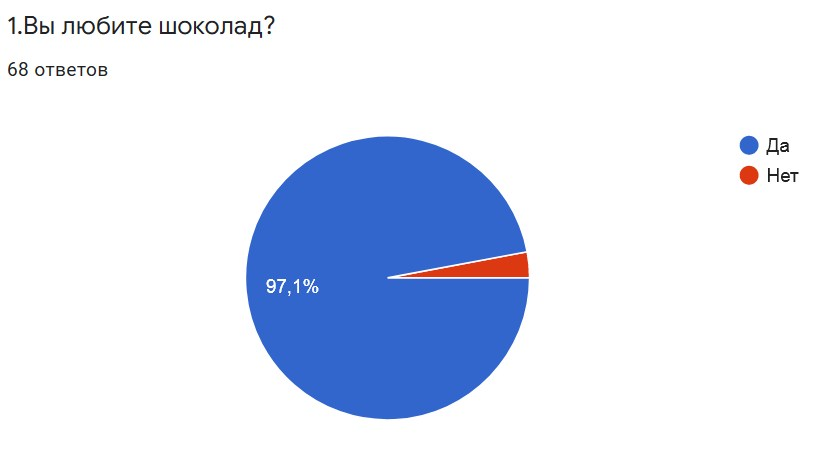 1.Вы любите шоколад?
68 ответов
Да
Нет
97,1%